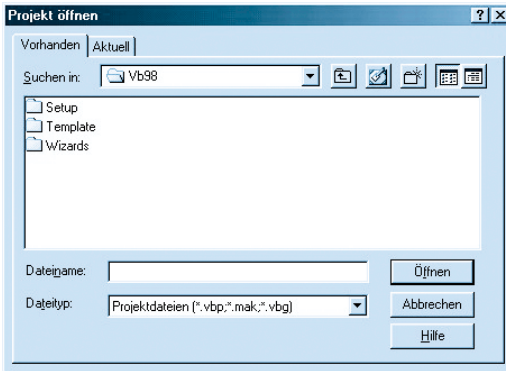 Projekt öffnen
Vorhanden Aktuell
Suchen in: Vb98
Setup
Template
Wizards
Dateiname: Öffnen
Dateityp: Projektdateien (*.vbp;*.mak;*.vbg) Abbrechen
Hilfe